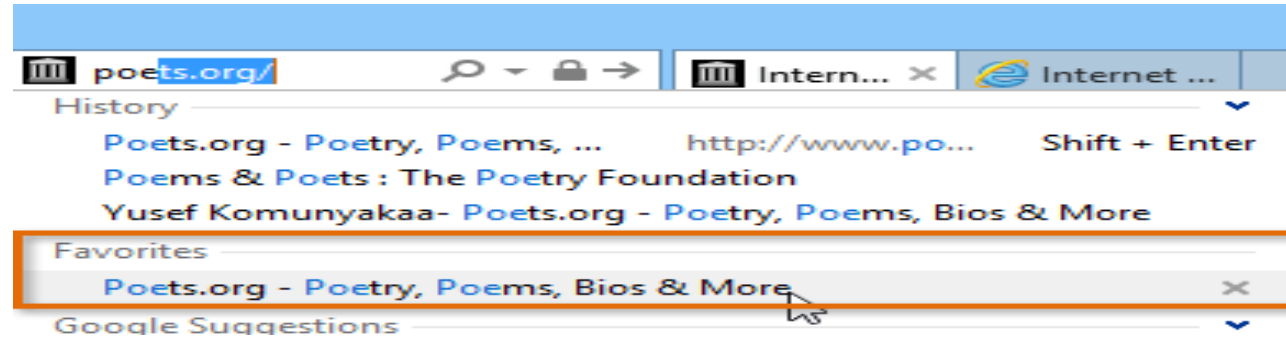 poets.org/ Intern... Internet ...
History
Poets.org - Poetry, Poems, ... http://www.po... Shift + Enter
Poems & Poets : The Poetry Foundation
Yusef Komunyakaa- Poets.org - Poetry, Poems, Bios & More
Favorites
Poets.org - Poetry, Poems, Bios & More
Google Suggestions